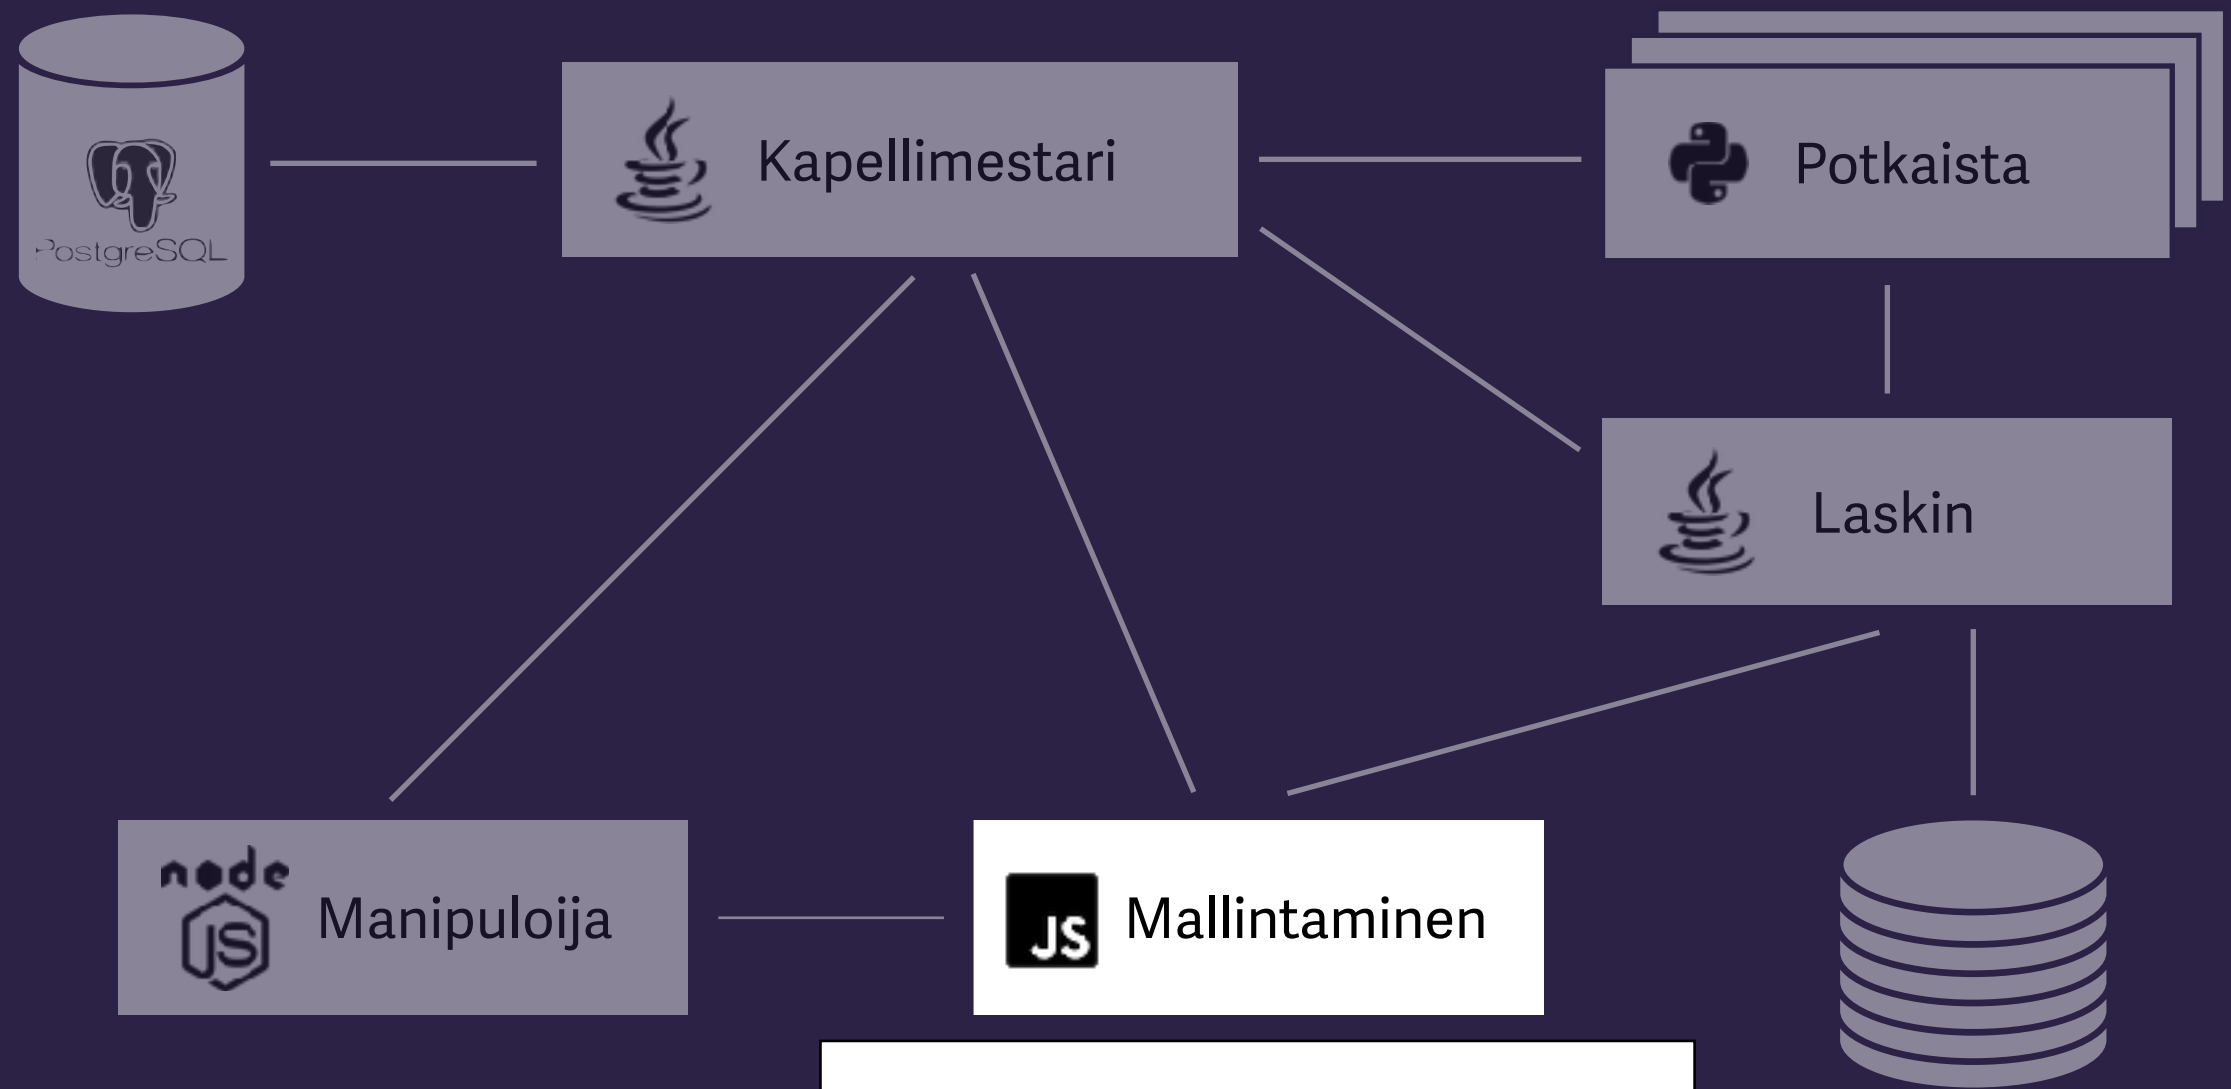 Kapellimestari
Potkaista
PostgreSQL
Laskin
node
JS
Manipuloija
JS
Mallintaminen